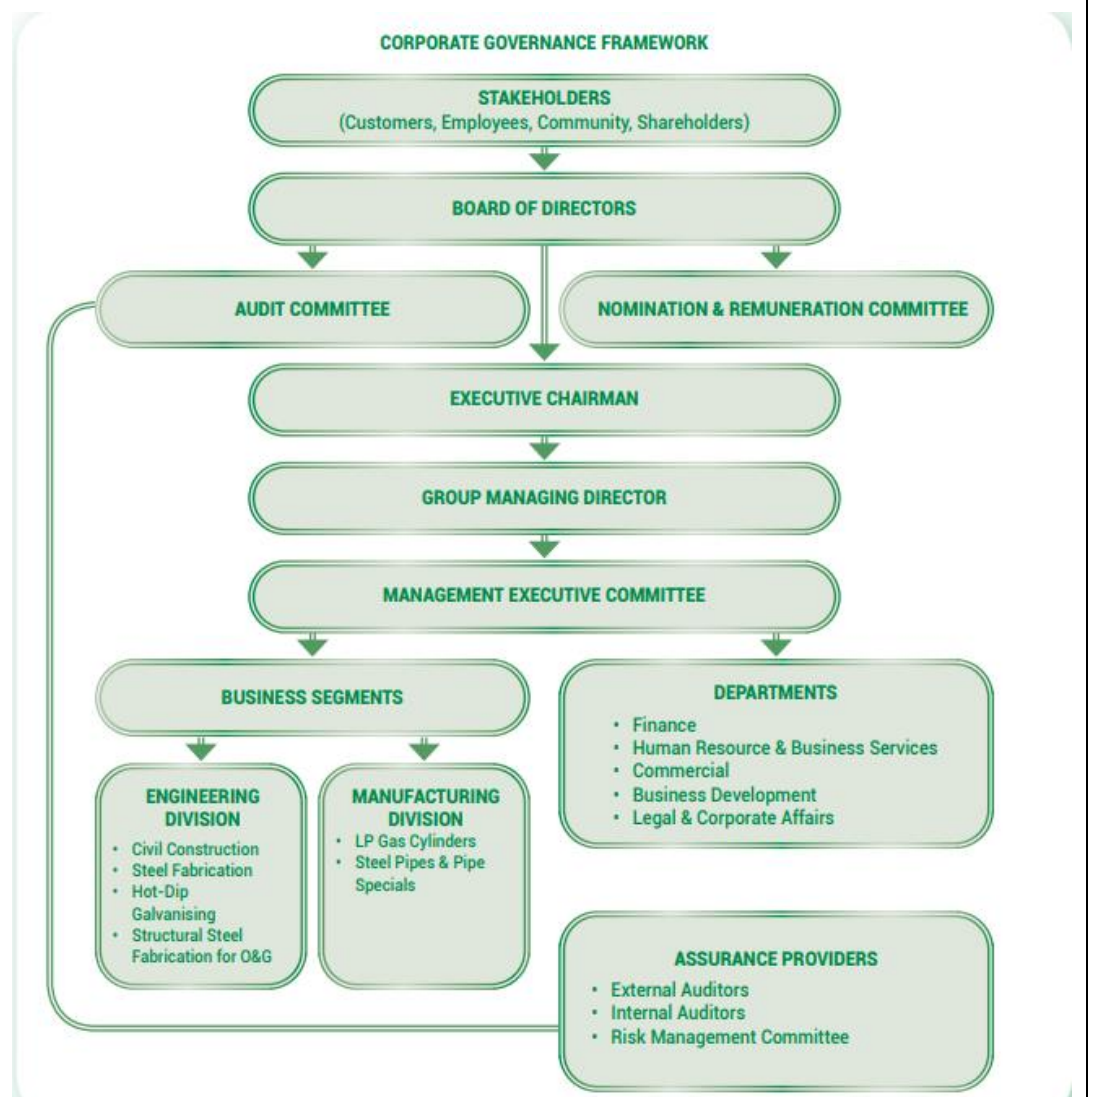 CORPORATE GOVERNANCE FRAMEWORK
STAKEHOLDERS
(Customers, Employees, Community, Shareholders)
BOARD OF DIRECTORS
AUDIT COMMITTEE
NOMINATION & REMUNERATION COMMITTEE
EXECUTIVE CHAIRMAN
GROUP MANAGING DIRECTOR
MANAGEMENT EXECUTIVE COMMITTEE
BUSINESS SEGMENTS
ENGINEERING
DIVISION
• Civil Construction
• Steel Fabrication
• Hot-Dip
Galvanising
• Structural Steel
Fabrication for O&G
MANUFACTURING
DIVISION
• LP Gas Cylinders
• Steel Pipes & Pipe
Specials
DEPARTMENTS
• Finance
• Human Resource & Business Services
• Commercial
• Business Development
• Legal & Corporate Affairs
ASSURANCE PROVIDERS
• External Auditors
• Internal Auditors
• Risk Management Committee